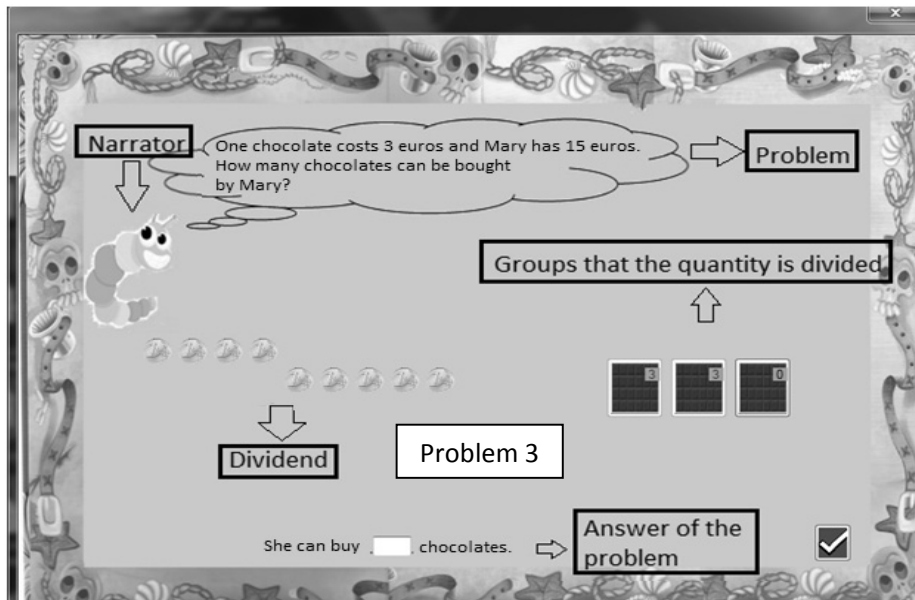 Narrator
One chocolate costs 3 euros and Mary has 15 euros.
How many chocolates can be bought
by Mary?
Problem
Groups that the quantity is divided
3 3 0
Dividend
Problem 3
She can buy chocolates.
Answer of the
problem